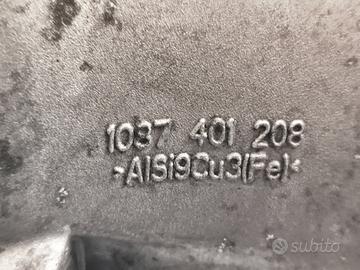 1037 401 208
>AlSi9Cu3(Fe)<
subito